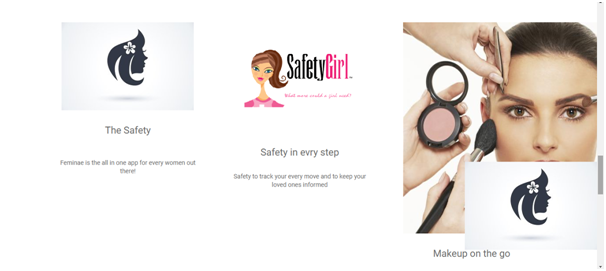 The Safety
Feminae is the all in one app for every women out
there!
SafetyGirl
What more could a girl need?
Safety in evry step
Safety to track your every move and to keep your
loved ones informed
Makeup on the go